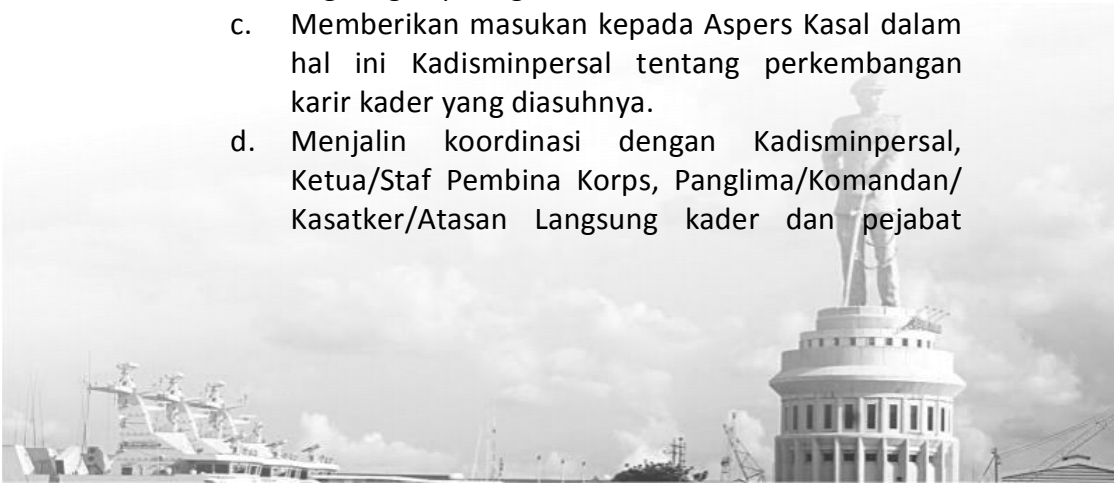 c. Memberikan masukan kepada Aspers Kasal dalam
hal ini Kadisminpersal tentang perkembangan
karir kader yang diasuhnya.
d. Menjalin koordinasi dengan Kadisminpersal,
Ketua/Staf Pembina Korps, Panglima/Komandan/
Kasatker/Atasan Langsung kader dan pejabat